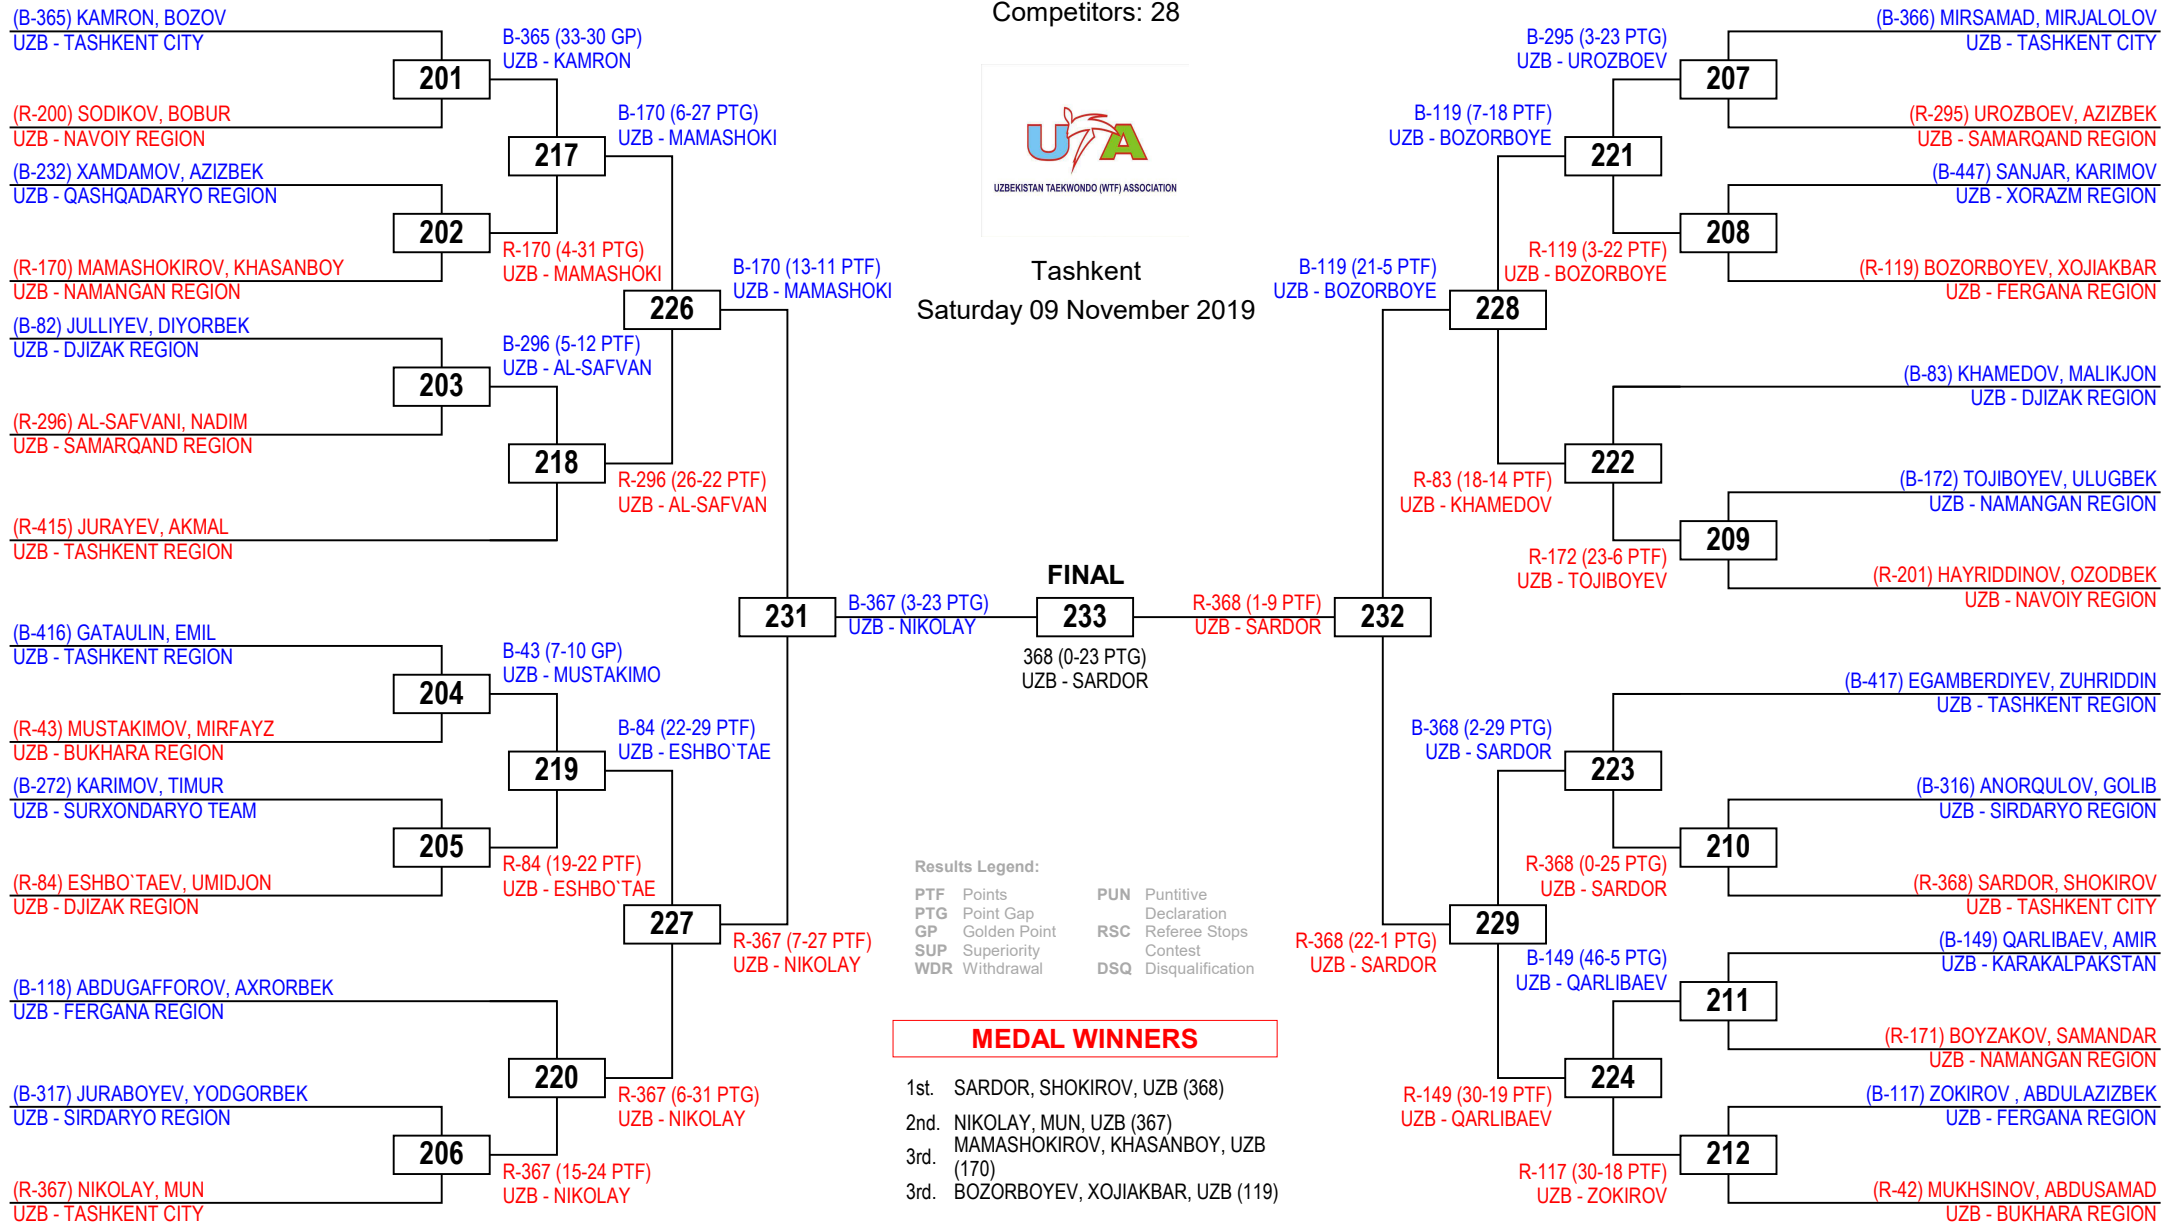 Competitors: 28
UTA
UZBEKISTAN TAEKWONDO (WTF) ASSOCIATION
Tashkent
Saturday 09 November 2019
(B-365) KAMRON, BOZOV
UZB - TASHKENT CITY
201
(R-200) SODIKOV, BOBUR
UZB - NAVOIY REGION
(B-232) XAMDAMOV, AZIZBEK
UZB - QASHQADARYO REGION
202
(R-170) MAMASHOKIROV, KHASANBOY
UZB - NAMANGAN REGION
(B-82) JULLIYEV, DIYORBEK
UZB - DJIZAK REGION
203
(R-296) AL-SAFVANI, NADIM
UZB - SAMARQAND REGION
(R-415) JURAYEV, AKMAL
UZB - TASHKENT REGION
(B-416) GATAULIN, EMIL
UZB - TASHKENT REGION
204
(R-43) MUSTAKIMOV, MIRFAYZ
UZB - BUKHARA REGION
(B-272) KARIMOV, TIMUR
UZB - SURXONDARYO TEAM
205
(R-84) ESHBO`TAEV, UMIDJON
UZB - DJIZAK REGION
(B-118) ABDUGAFFOROV, AXRORBEK
UZB - FERGANA REGION
(B-317) JURABOYEV, YODGORBEK
UZB - SIRDARYO REGION
206
(R-367) NIKOLAY, MUN
UZB - TASHKENT CITY
B-365 (33-30 GP)
UZB - KAMRON
217
R-170 (4-31 PTG)
UZB - MAMASHOKI
B-296 (5-12 PTF)
UZB - AL-SAFVAN
218
B-43 (7-10 GP)
UZB - MUSTAKIMO
219
R-84 (19-22 PTF)
UZB - ESHBO`TAE
220
R-367 (15-24 PTF)
UZB - NIKOLAY
B-170 (6-27 PTG)
UZB - MAMASHOKI
226
R-296 (26-22 PTF)
UZB - AL-SAFVAN
B-84 (22-29 PTF)
UZB - ESHBO`TAE
227
R-367 (6-31 PTG)
UZB - NIKOLAY
B-170 (13-11 PTF)
UZB - MAMASHOKI
231
R-367 (7-27 PTF)
UZB - NIKOLAY
B-367 (3-23 PTG)
UZB - NIKOLAY
FINAL
233
368 (0-23 PTG)
UZB - SARDOR
R-368 (1-9 PTF)
UZB - SARDOR
232
B-119 (21-5 PTF)
UZB - BOZORBOYE
228
R-368 (22-1 PTG)
UZB - SARDOR
229
B-119 (7-18 PTF)
UZB - BOZORBOYE
221
R-83 (18-14 PTF)
UZB - KHAMEDOV
222
B-368 (2-29 PTG)
UZB - SARDOR
223
R-149 (30-19 PTF)
UZB - QARLIBAEV
224
B-295 (3-23 PTG)
UZB - UROZBOEV
R-119 (3-22 PTF)
UZB - BOZORBOYE
R-172 (23-6 PTF)
UZB - TOJIBOYEV
R-368 (0-25 PTG)
UZB - SARDOR
B-149 (46-5 PTG)
UZB - QARLIBAEV
R-117 (30-18 PTF)
UZB - ZOKIROV
(B-366) MIRSAMAD, MIRJALOLOV
UZB - TASHKENT CITY
207
(R-295) UROZBOEV, AZIZBEK
UZB - SAMARQAND REGION
(B-447) SANJAR, KARIMOV
UZB - XORAZM REGION
208
(R-119) BOZORBOYEV, XOJIAKBAR
UZB - FERGANA REGION
(B-83) KHAMEDOV, MALIKJON
UZB - DJIZAK REGION
(B-172) TOJIBOYEV, ULUGBEK
UZB - NAMANGAN REGION
209
(R-201) HAYRIDDINOV, OZODBEK
UZB - NAVOIY REGION
(B-417) EGAMBERDIYEV, ZUHRIDDIN
UZB - TASHKENT REGION
(B-316) ANORQULOV, GOLIB
UZB - SIRDARYO REGION
210
(R-368) SARDOR, SHOKIROV
UZB - TASHKENT CITY
(B-149) QARLIBAEV, AMIR
UZB - KARAKALPAKSTAN
211
(R-171) BOYZAKOV, SAMANDAR
UZB - NAMANGAN REGION
(B-117) ZOKIROV , ABDULAZIZBEK
UZB - FERGANA REGION
212
(R-42) MUKHSINOV, ABDUSAMAD
UZB - BUKHARA REGION
Results Legend:
PTF Points
PTG Point Gap
GP Golden Point
SUP Superiority
WDR Withdrawal
PUN Puntitive
Declaration
RSC Referee Stops
Contest
DSQ Disqualification
MEDAL WINNERS
1st. SARDOR, SHOKIROV, UZB (368)
2nd. NIKOLAY, MUN, UZB (367)
3rd. MAMASHOKIROV, KHASANBOY, UZB
(170)
3rd. BOZORBOYEV, XOJIAKBAR, UZB (119)